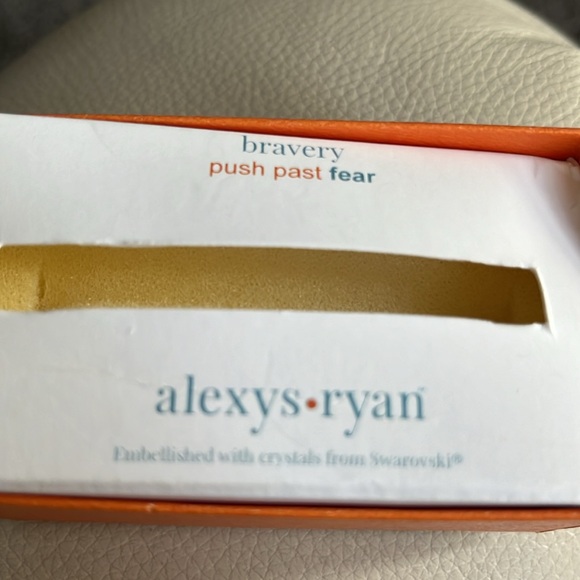 bravery
push past fear
alexys•ryan
Embellished with crystals from Swarovski®